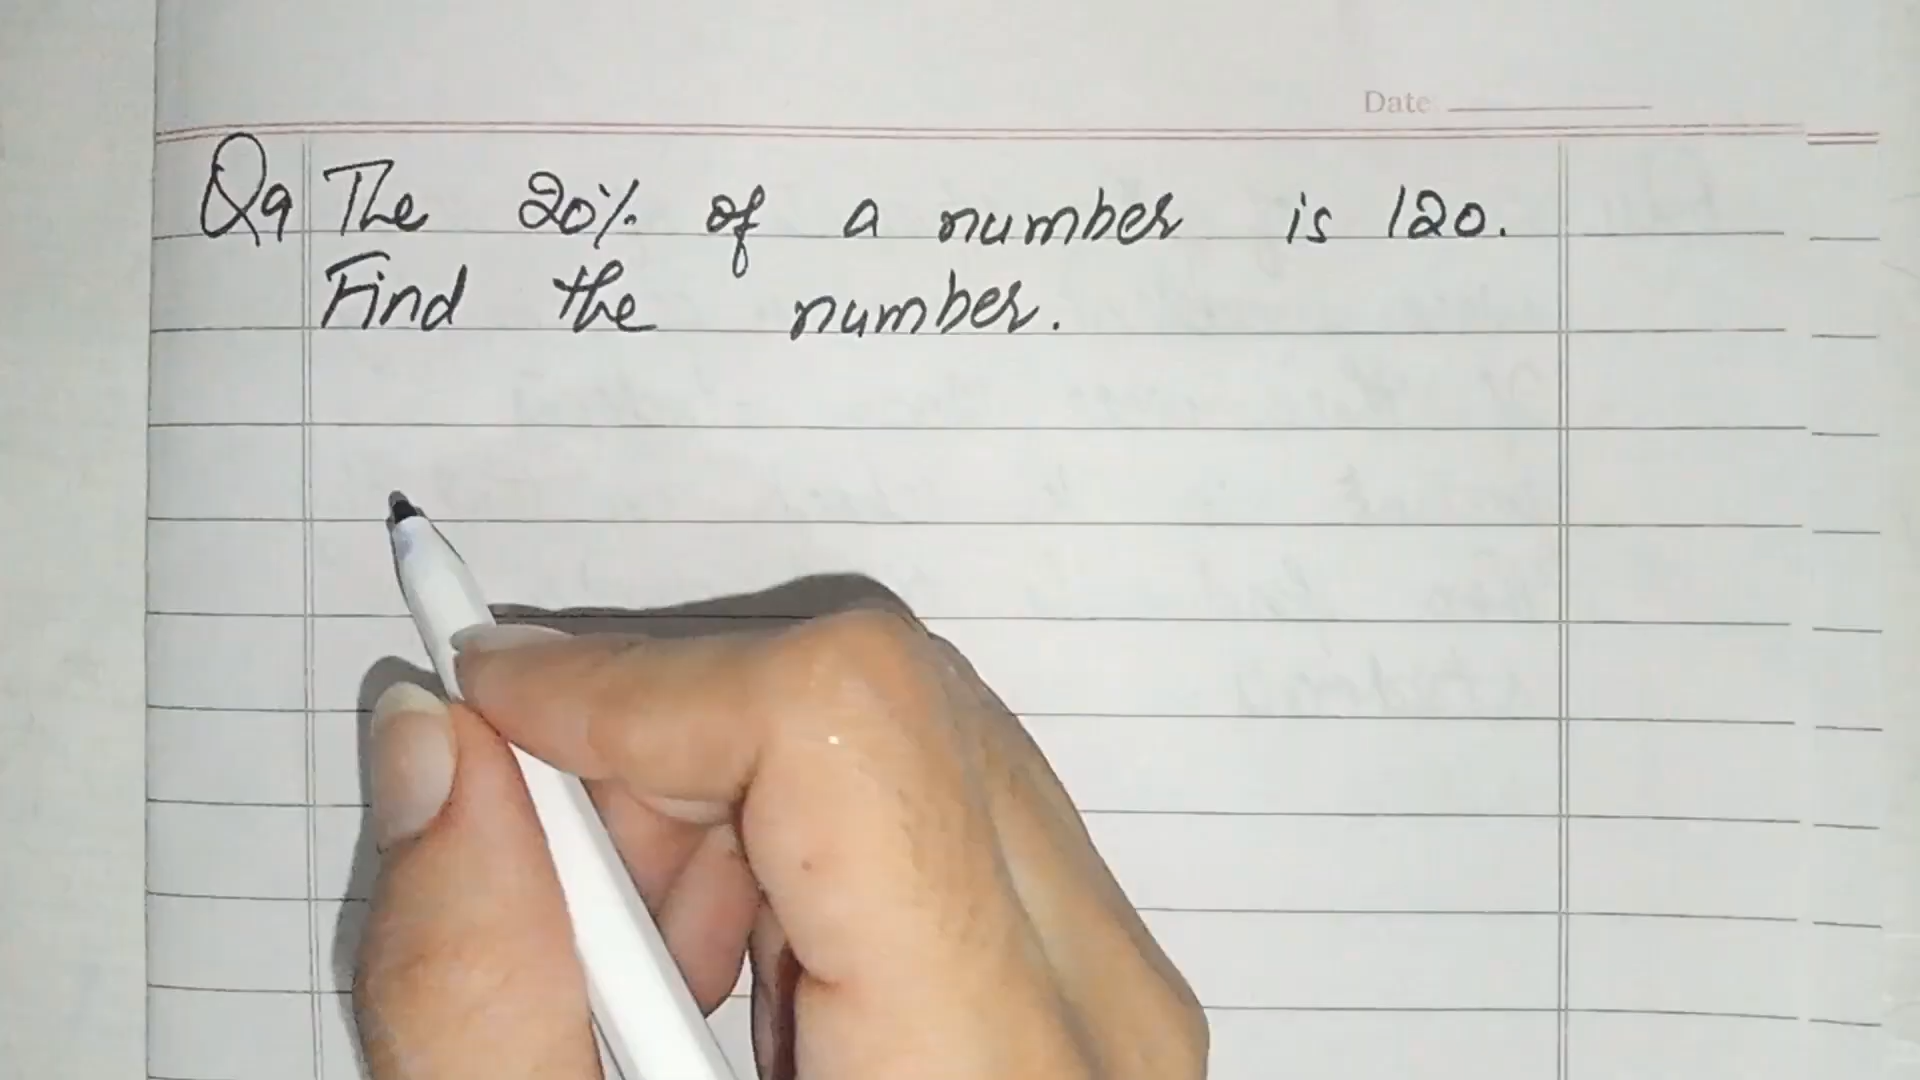 Date
Q9 The 20% of a number is 120.
Find the number.